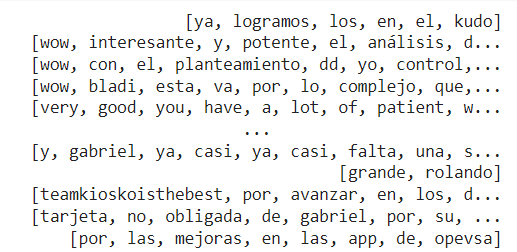 [ya, logramos, los, en, el, kudo]
[wow, interesante, y, potente, el, análisis, d...
[wow, con, el, planteamiento, dd, yo, control,...
[wow, bladi, esta, va, por, lo, complejo, que,...
[very, good, you, have, a, lot, of, patient, w...
...
[y, gabriel, ya, casi, ya, casi, falta, una, s...
[grande, rolando]
[teamkioskoisthebest, por, avanzar, en, los, d...
[tarjeta, no, obligada, de, gabriel, por, su, ...
[por, las, mejoras, en, las, app, de, opevsa]